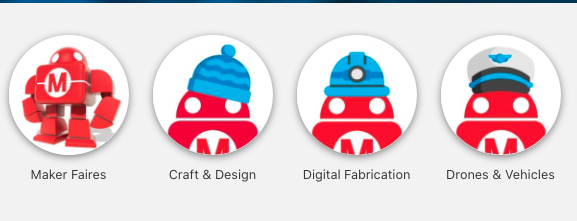 M
M
M
M
Maker Faires
Craft & Design
Digital Fabrication
Drones & Vehicles